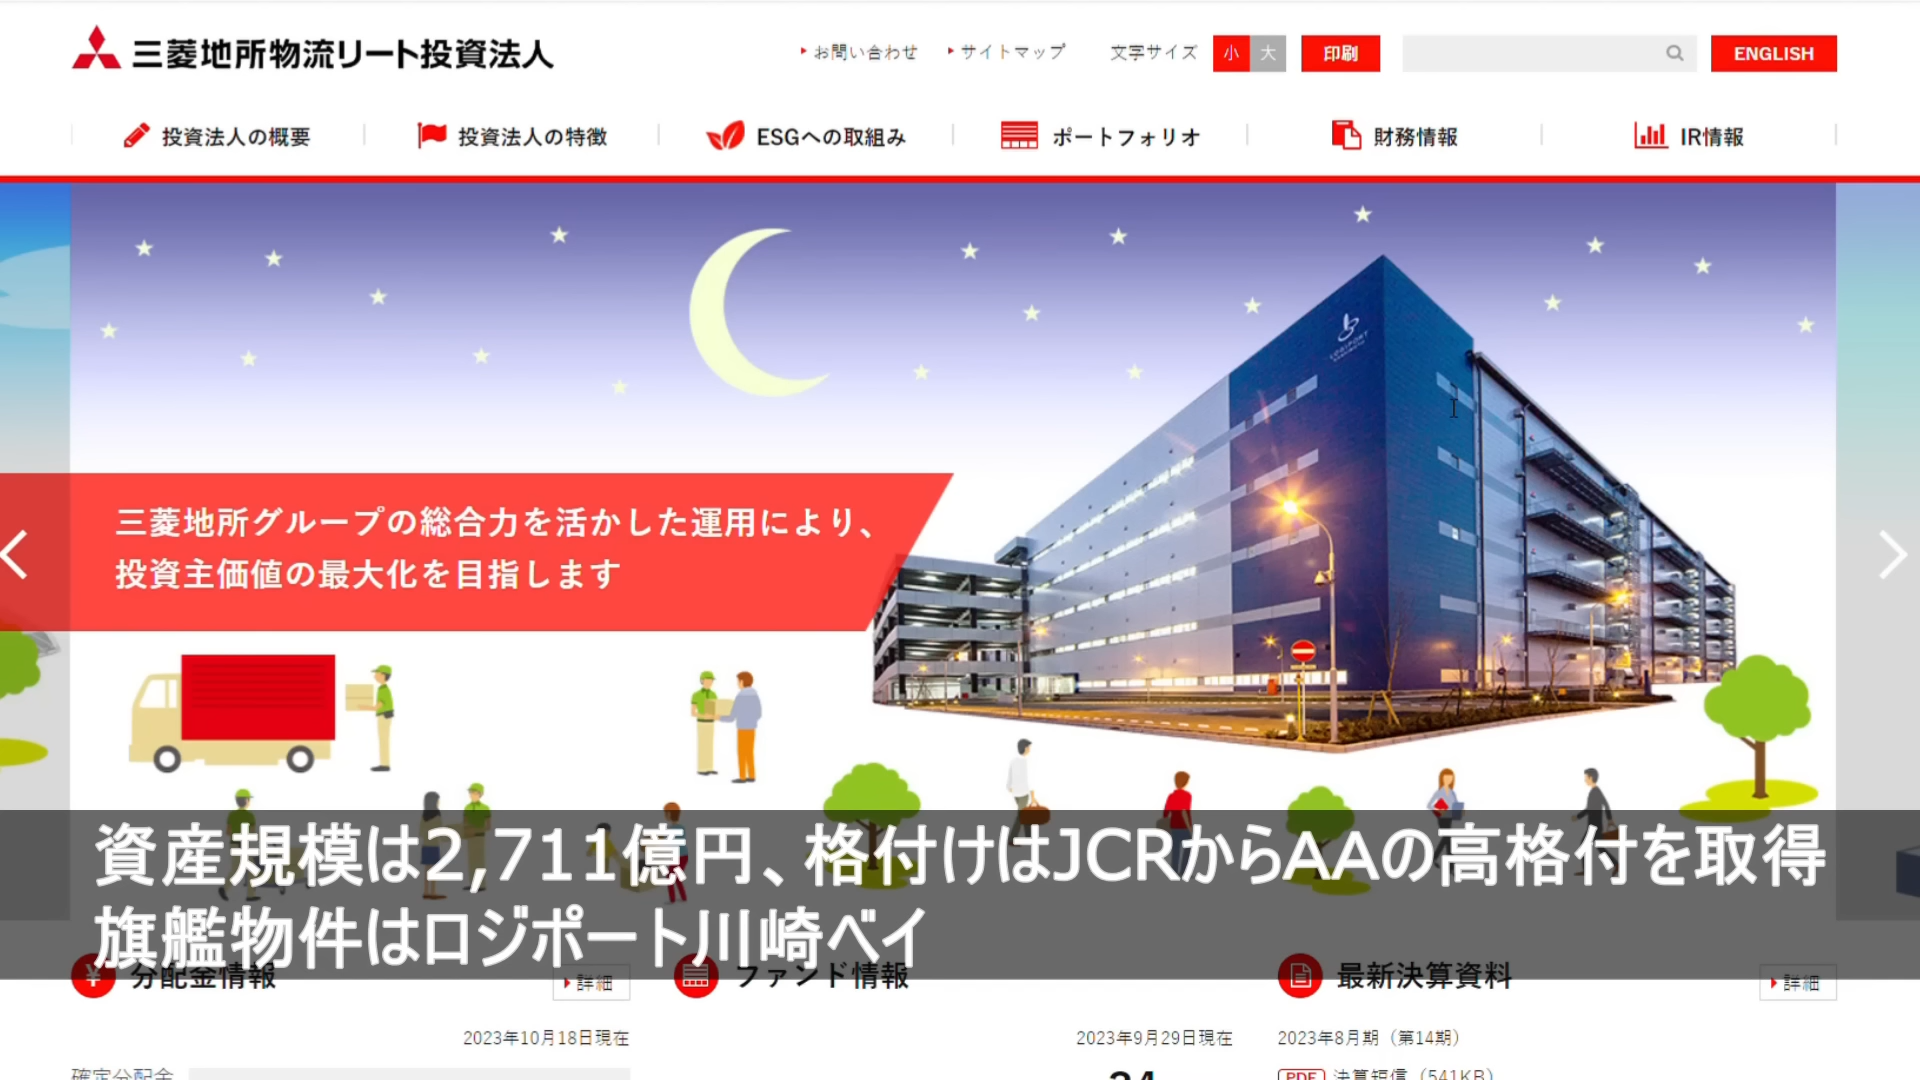 三菱地所物流リート投資法人
お問い合わせ
サイトマップ
文字サイズ
小
大
印刷
ENGLISH
投資法人の概要
投資法人の特徴
ESGへの取組み
ポートフォリオ
財務情報
IR情報
三菱地所グループの総合力を活かした運用により、
投資主価値の最大化を目指します
資産規模は2,711億円、格付けはJCRからAAの高格付を取得
旗艦物件はロジポート川崎ベイ
分配金情報
詳細
ファンド情報
最新決算資料
詳細
2023年10月18日現在
2023年9月29日現在
2023年8月期（第14期）
確定分配金
PDF 決算短信（541KB）